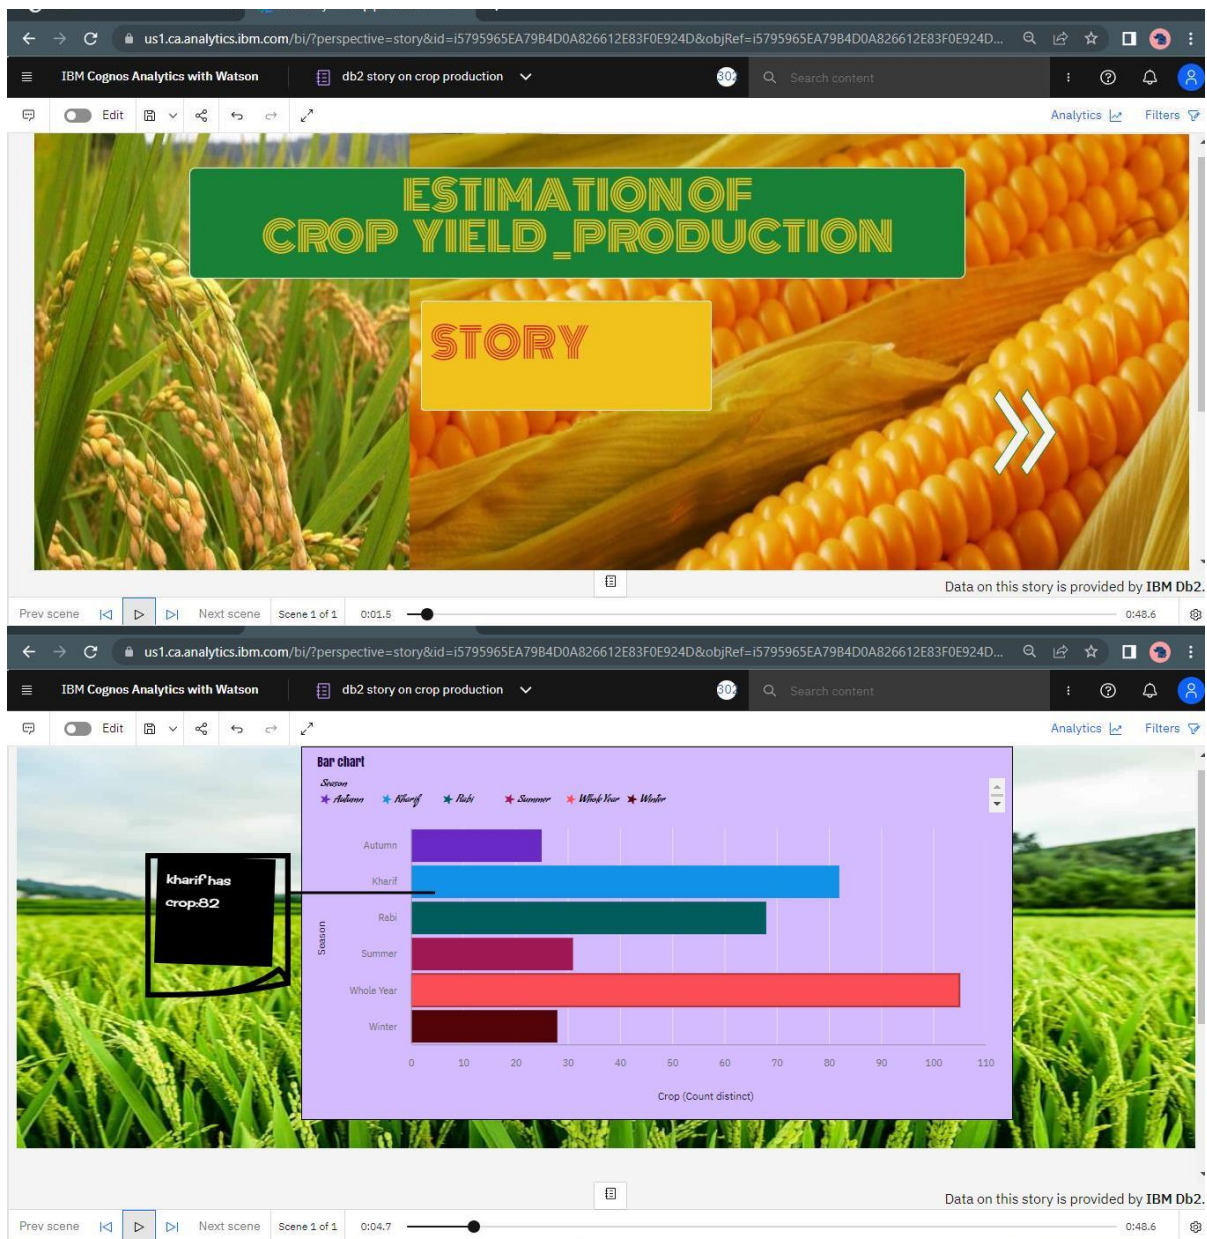 us1.ca.analytics.ibm.com/bi/?perspective=story&id=i5795965EA79B4D0A826612E83F0E924D&objRef=i5795965EA79B4D0A826612E83F0E924D...
IBM Cognos Analytics with Watson
db2 story on crop production
Search content
Edit
Analytics
Filters
ESTIMATION OF
CROP YIELD_PRODUCTION
STORY
Data on this story is provided by IBM Db2.
Prev scene
Next scene
Scene 1 of 1
0:01.5
0:48.6
us1.ca.analytics.ibm.com/bi/?perspective=story&id=i5795965EA79B4D0A826612E83F0E924D&objRef=i5795965EA79B4D0A826612E83F0E924D...
IBM Cognos Analytics with Watson
db2 story on crop production
Search content
Edit
Analytics
Filters
Bar chart
Season
Autumn Kharif Rabi Summer Whole Year Winter
kharif has
crop:82
Season
Autumn
Kharif
Rabi
Summer
Whole Year
Winter
0 10 20 30 40 50 60 70 80 90 100 110
Crop (Count distinct)
Data on this story is provided by IBM Db2.
Prev scene
Next scene
Scene 1 of 1
0:04.7
0:48.6